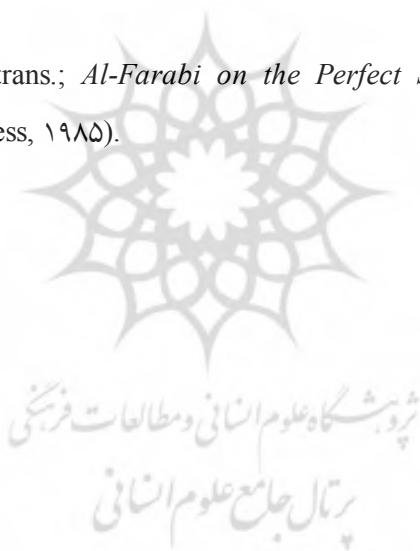 trans.; Al-Farabi on the Perfect
ess, ۱۹۸۵).
پژوهشگاه علوم انسانی و مطالعات فرهنگی
پرتال جامع علوم انسانی